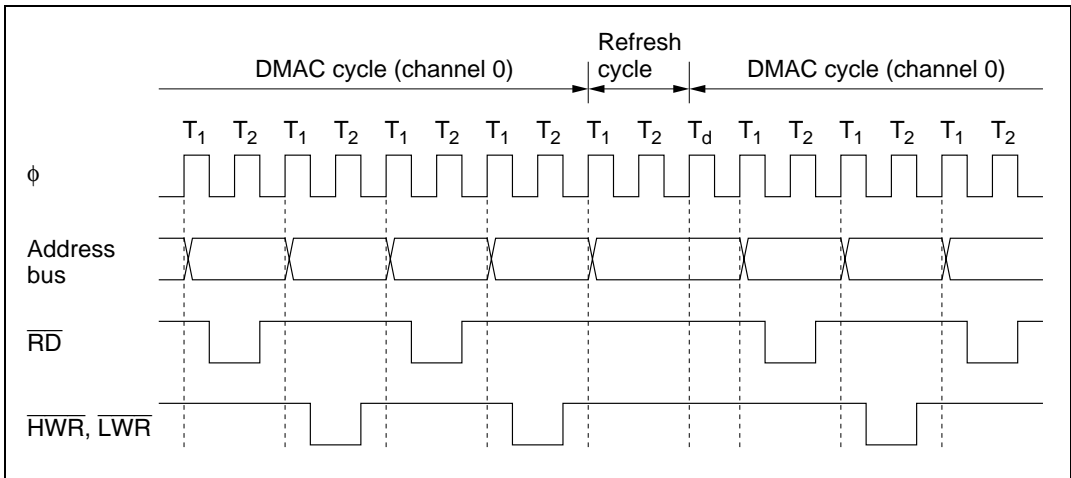 Refresh
DMAC cycle (channel 0) cycle DMAC cycle (channel 0)
T1 T2 T1 T2 T1 T2 T1 T2 T1 T2 Td T1 T2 T1 T2 T1 T2
φ
Address
bus
RD
HWR, LWR